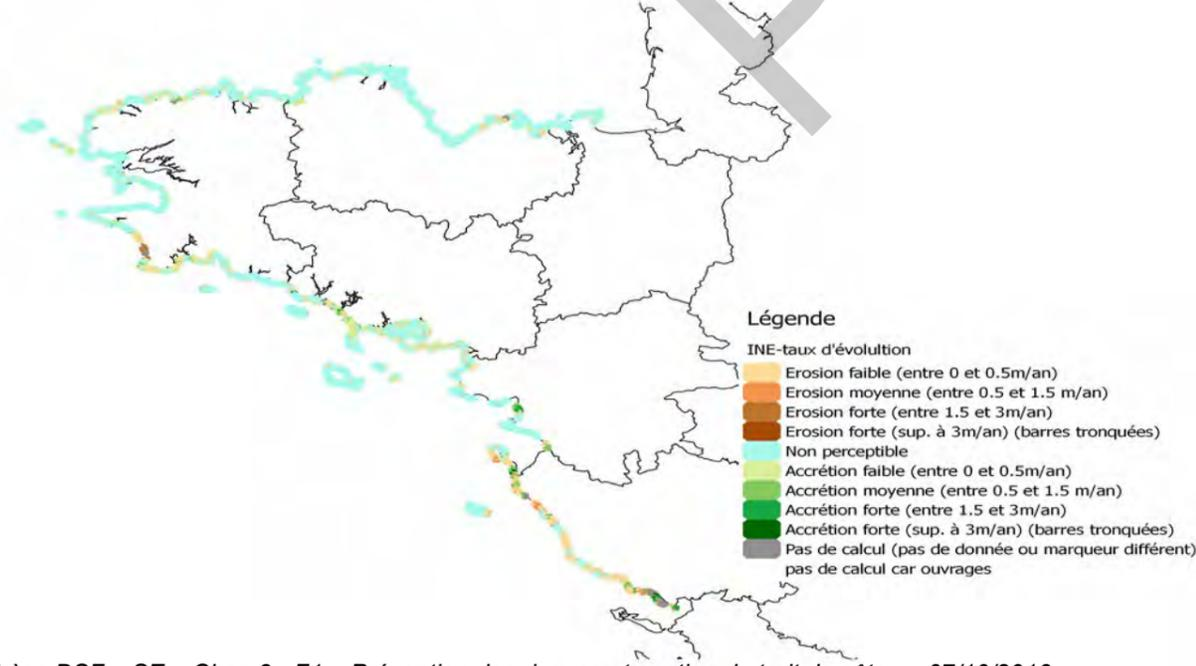 Légende
INE-taux d'évolultion
Erosion faible (entre 0 et 0.5m/an)
Erosion moyenne (entre 0.5 et 1.5 m/an)
Erosion forte (entre 1.5 et 3m/an)
Erosion forte (sup. à 3m/an) (barres tronquées)
Non perceptible
Accrétion faible (entre 0 et 0.5m/an)
Accrétion moyenne (entre 0.5 et 1.5 m/an)
Accrétion forte (entre 1.5 et 3m/an)
Accrétion forte (sup. à 3m/an) (barres tronquées)
Pas de calcul (pas de donnée ou marqueur différent)
pas de calcul car ouvrages